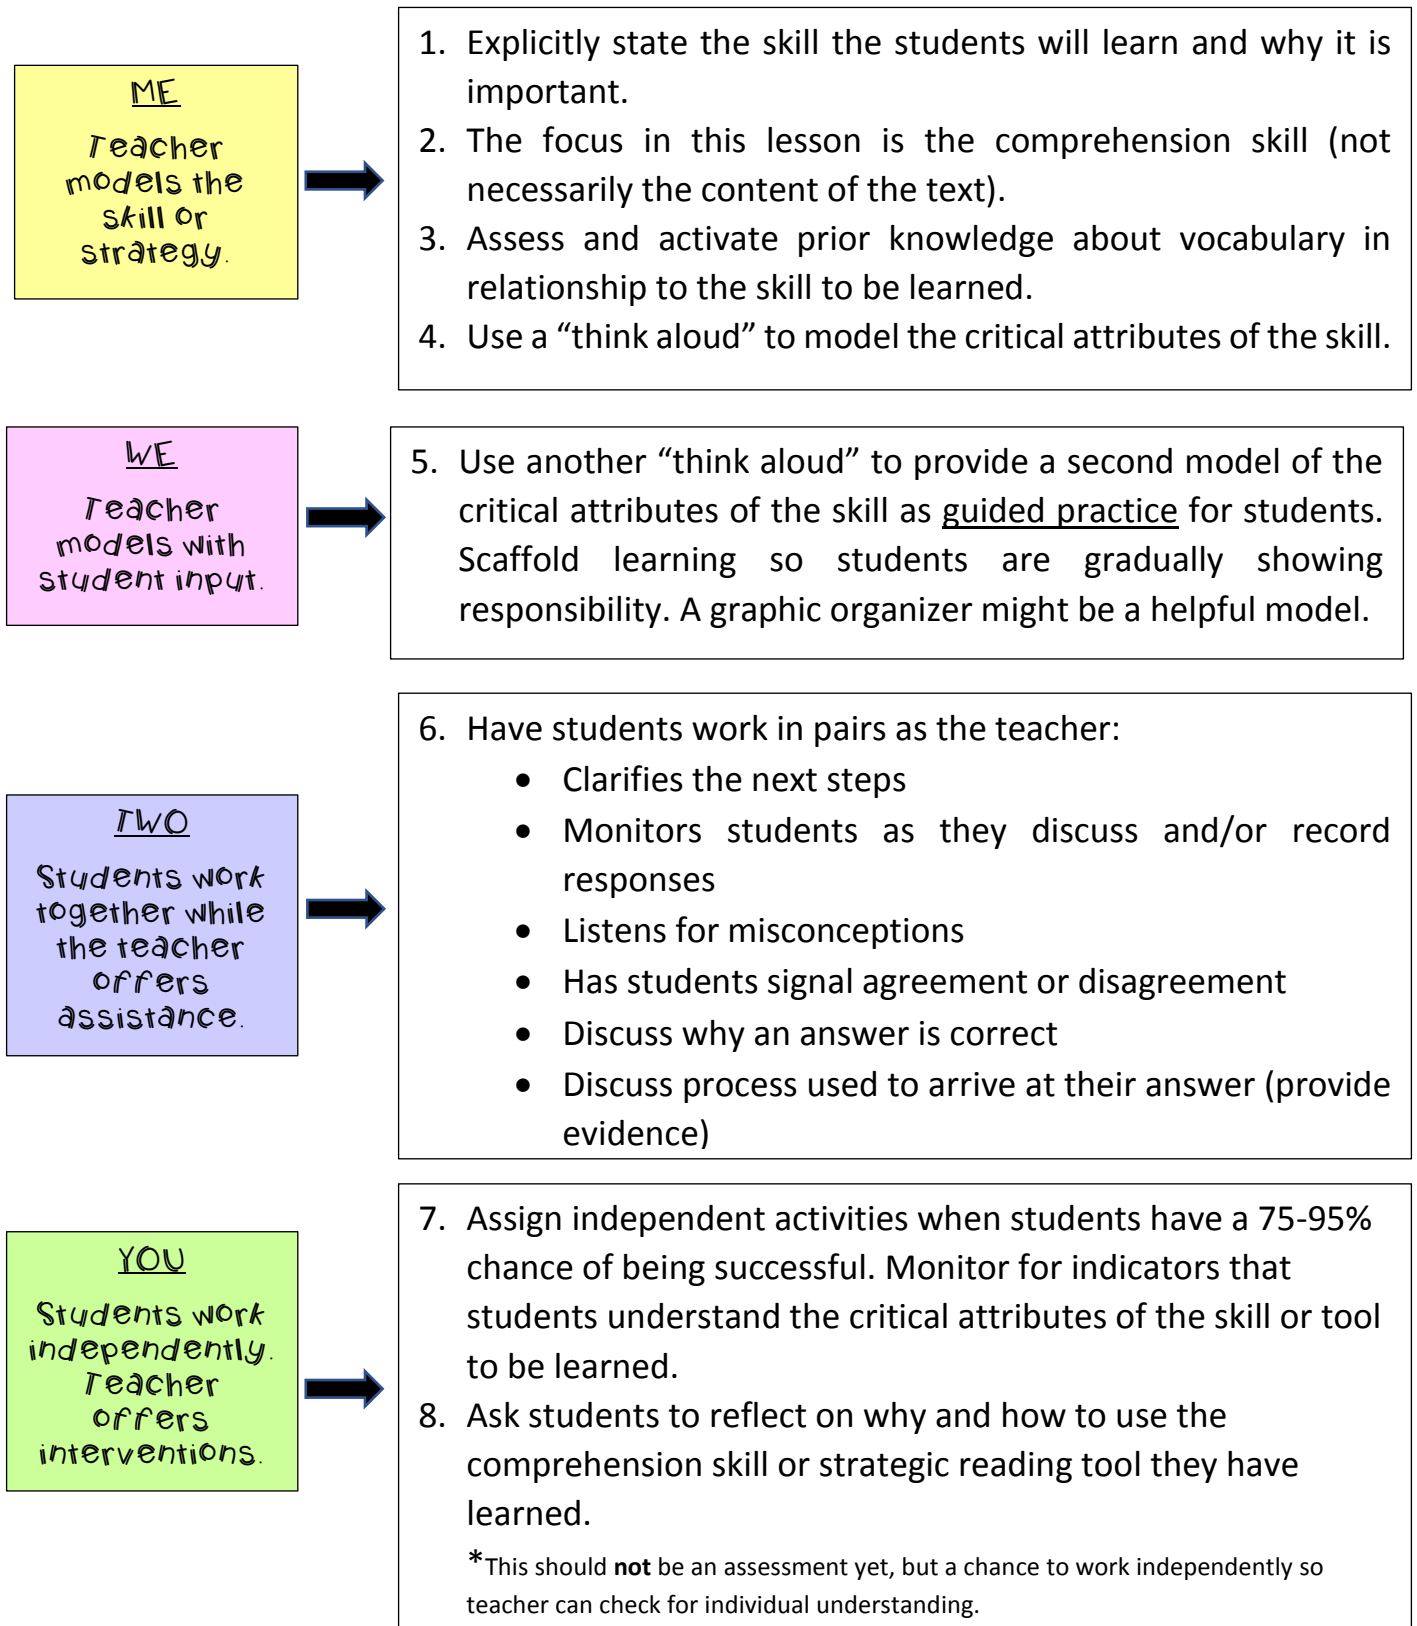 ME
Teacher
models the
skill or
strategy.
1. Explicitly state the skill the students will learn and why it is
important.
2. The focus in this lesson is the comprehension skill (not
necessarily the content of the text).
3. Assess and activate prior knowledge about vocabulary in
relationship to the skill to be learned.
4. Use a “think aloud” to model the critical attributes of the skill.
WE
Teacher
models with
student input.
5. Use another “think aloud” to provide a second model of the
critical attributes of the skill as guided practice for students.
Scaffold learning so students are gradually showing
responsibility. A graphic organizer might be a helpful model.
TWO
Students work
together while
the teacher
offers
assistance.
6. Have students work in pairs as the teacher:
• Clarifies the next steps
• Monitors students as they discuss and/or record
responses
• Listens for misconceptions
• Has students signal agreement or disagreement
• Discuss why an answer is correct
• Discuss process used to arrive at their answer (provide
evidence)
YOU
Students work
independently.
Teacher
offers
interventions.
7. Assign independent activities when students have a 75-95%
chance of being successful. Monitor for indicators that
students understand the critical attributes of the skill or tool
to be learned.
8. Ask students to reflect on why and how to use the
comprehension skill or strategic reading tool they have
learned.
*This should not be an assessment yet, but a chance to work independently so
teacher can check for individual understanding.